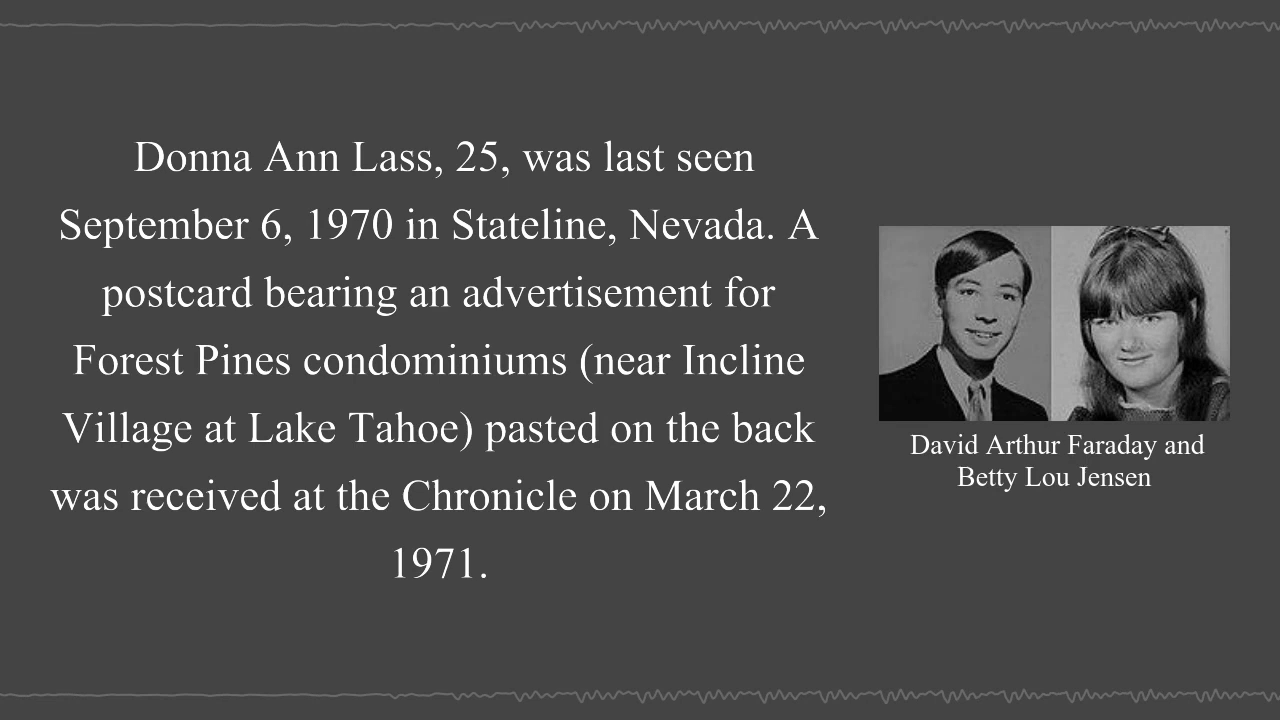 Donna Ann Lass, 25, was last seen
September 6, 1970 in Stateline, Nevada. A
postcard bearing an advertisement for
Forest Pines condominiums (near Incline
Village at Lake Tahoe) pasted on the back
was received at the Chronicle on March 22,
1971.
David Arthur Faraday and
Betty Lou Jensen